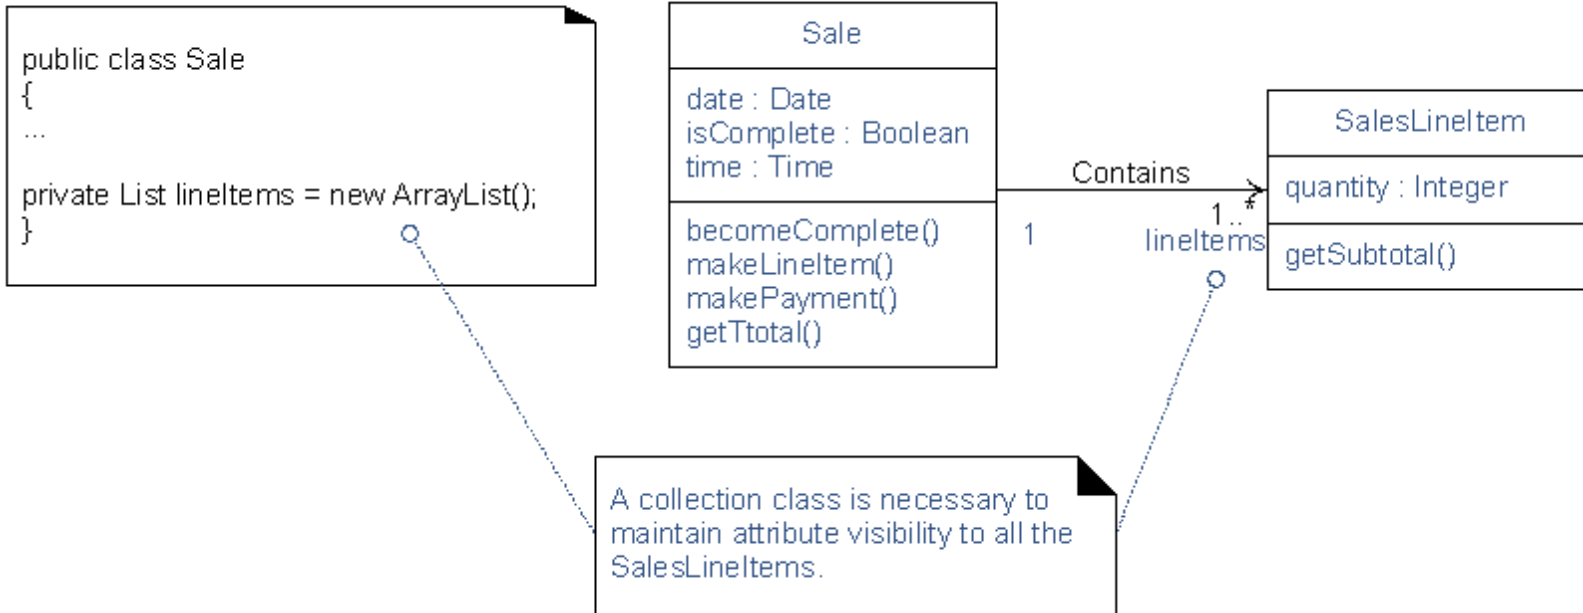 public class Sale
{
...
private List lineItems = new ArrayList();
}
Sale
date : Date
isComplete : Boolean
time : Time
becomeComplete()
makeLineItem()
makePayment()
getTtotal()
Contains
1
1..*
lineItems
SalesLineItem
quantity : Integer
getSubtotal()
A collection class is necessary to
maintain attribute visibility to all the
SalesLineItems.